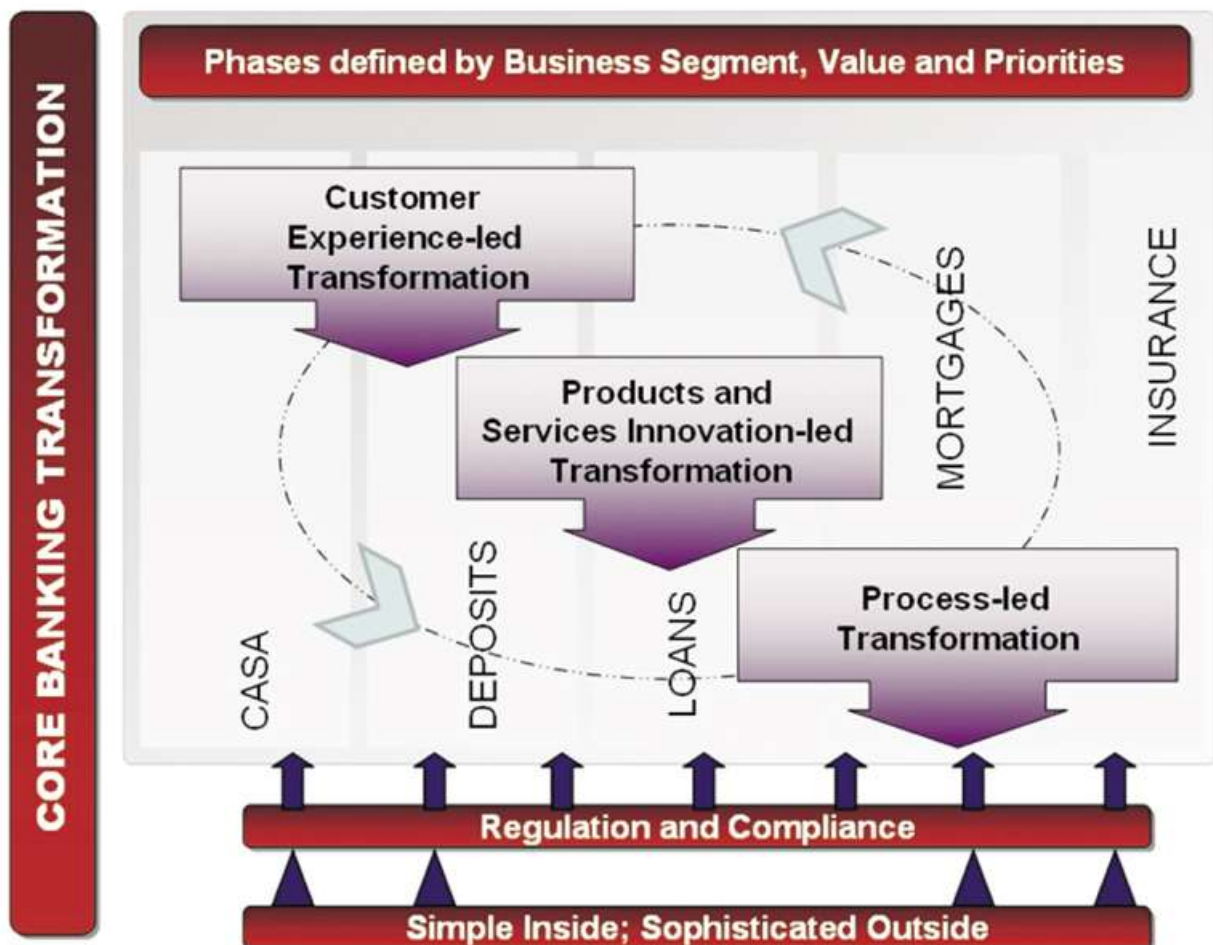 CORE BANKING TRANSFORMATION
Phases defined by Business Segment, Value and Priorities
Customer
Experience-led
Transformation
Products and
Services Innovation-led
Transformation
Process-led
Transformation
CASA
DEPOSITS
LOANS
MORTGAGES
INSURANCE
Regulation and Compliance
Simple Inside; Sophisticated Outside